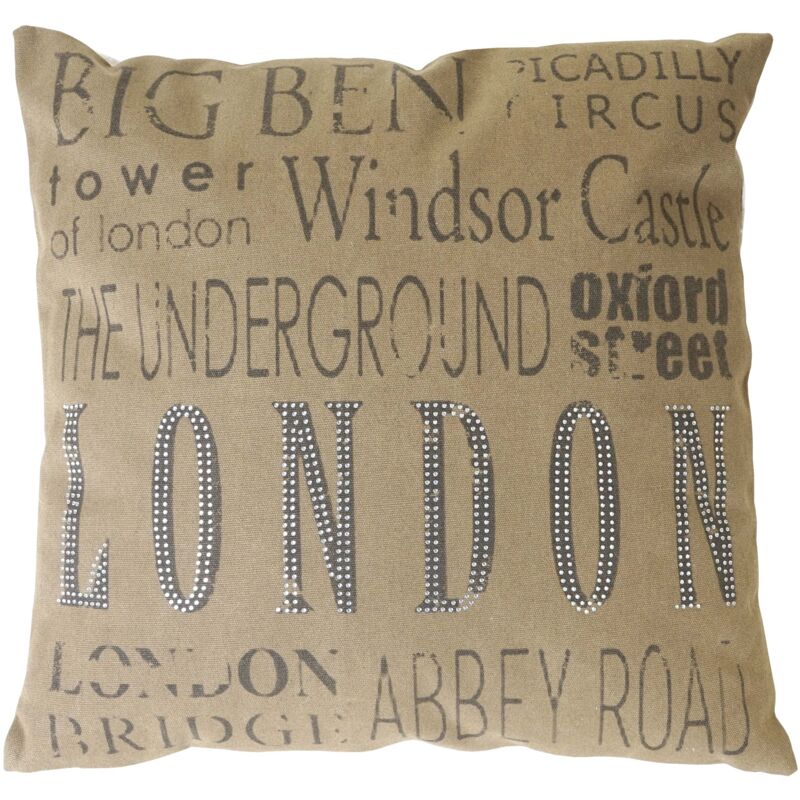 BIG BEN
PICADILLY
CIRCUS
tower
of london
Windsor Castle
THE UNDERGROUND
oxford
street
LONDON
LONDON
BRIDGE
ABBEY ROAD